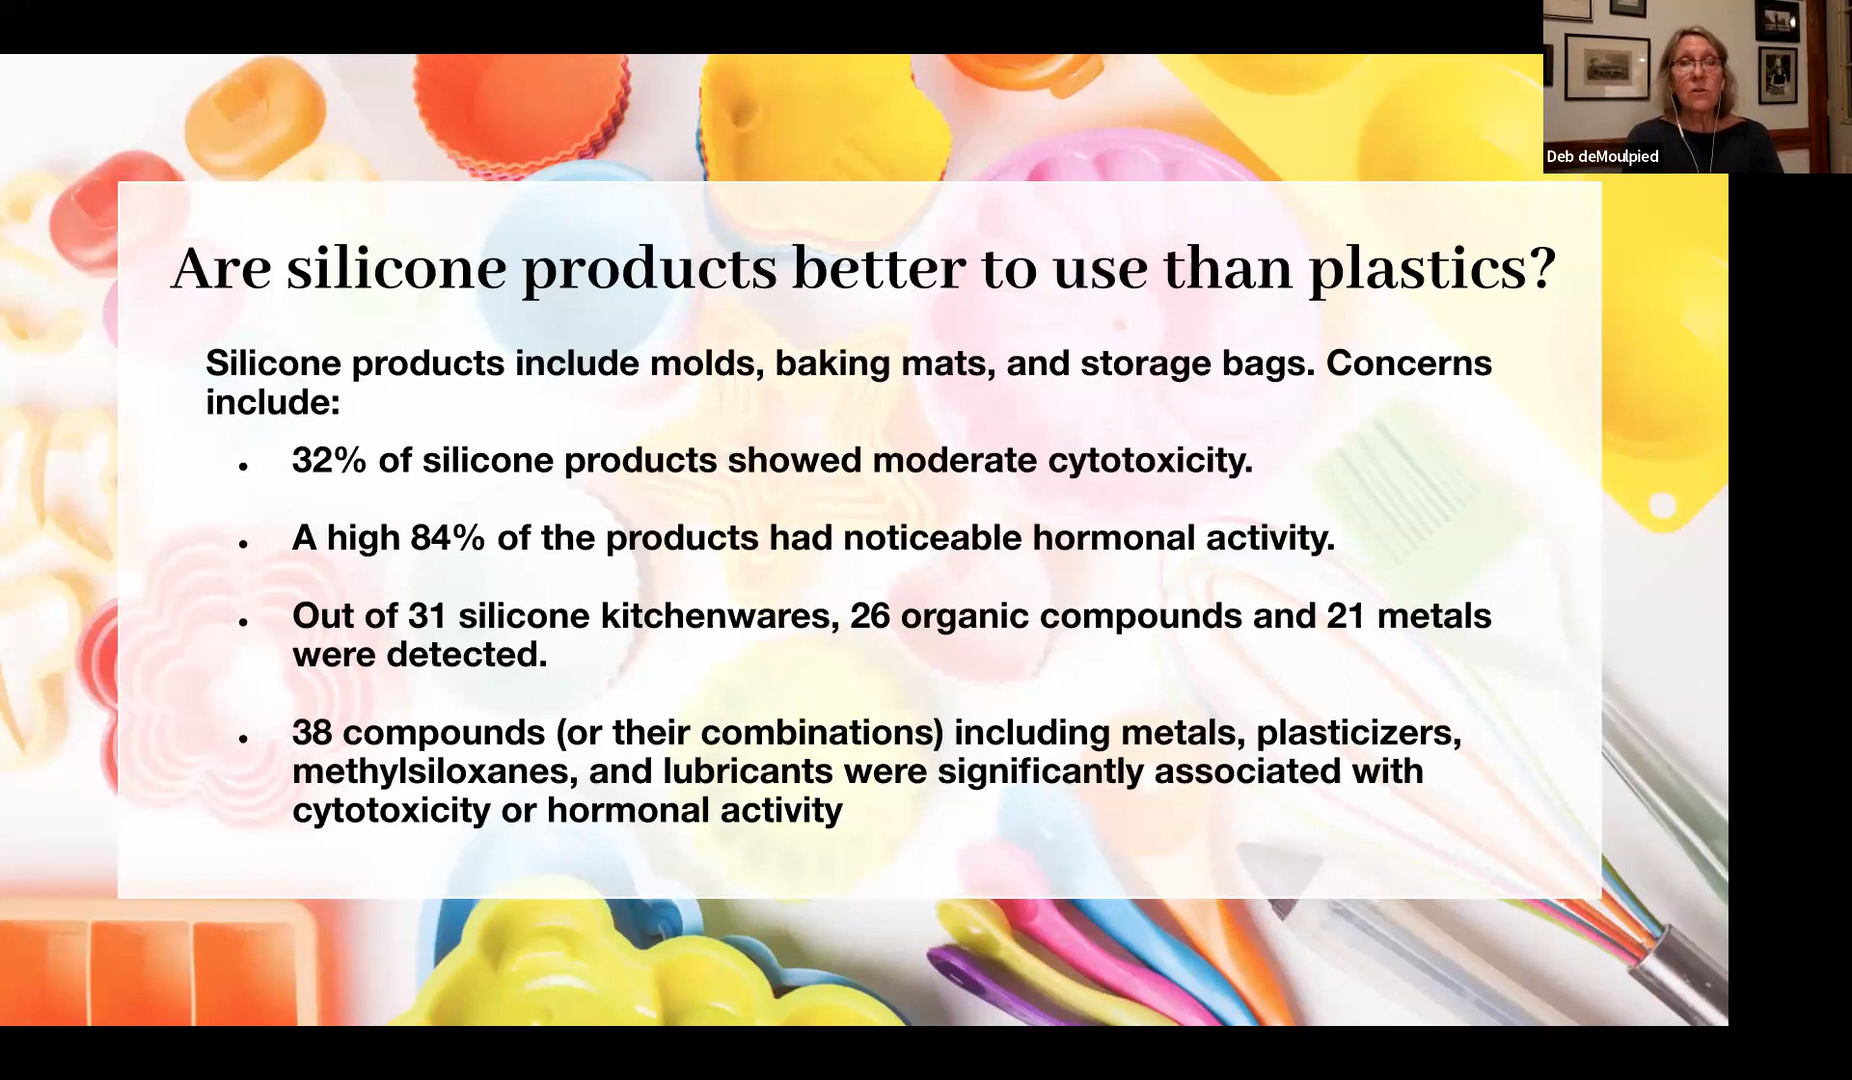 Deb deMoulpied
Are silicone products better to use than plastics?
Silicone products include molds, baking mats, and storage bags. Concerns
include:
• 32% of silicone products showed moderate cytotoxicity.
• A high 84% of the products had noticeable hormonal activity.
• Out of 31 silicone kitchenwares, 26 organic compounds and 21 metals
were detected.
• 38 compounds (or their combinations) including metals, plasticizers,
methylsiloxanes, and lubricants were significantly associated with
cytotoxicity or hormonal activity